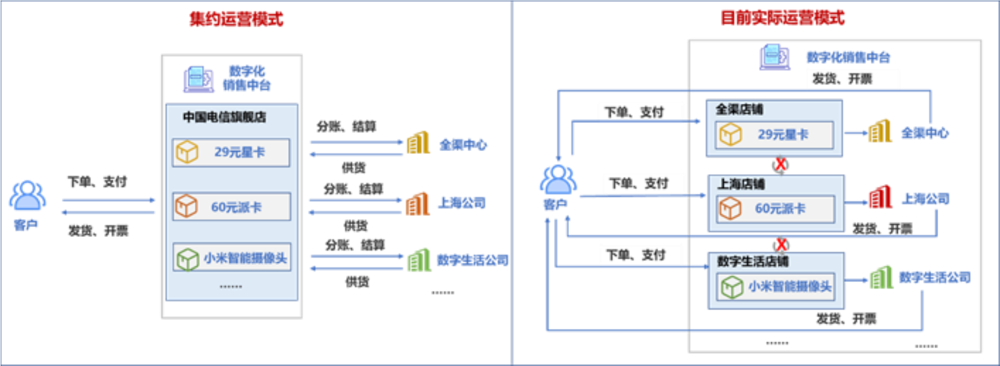 集约运营模式
数字化
销售中台
中国电信旗舰店
29元星卡
60元派卡
小米智能摄像头
......
客户
下单、支付
发货、开票
分账、结算
供货
全渠中心
分账、结算
供货
上海公司
分账、结算
供货
数字生活公司
......
目前实际运营模式
数字化销售中台
发货、开票
下单、支付
全渠店铺
29元星卡
全渠中心
X
客户
下单、支付
上海店铺
60元派卡
上海公司
发货、开票
X
下单、支付
数字生活店铺
小米智能摄像头
数字生活公司
发货、开票
......
......